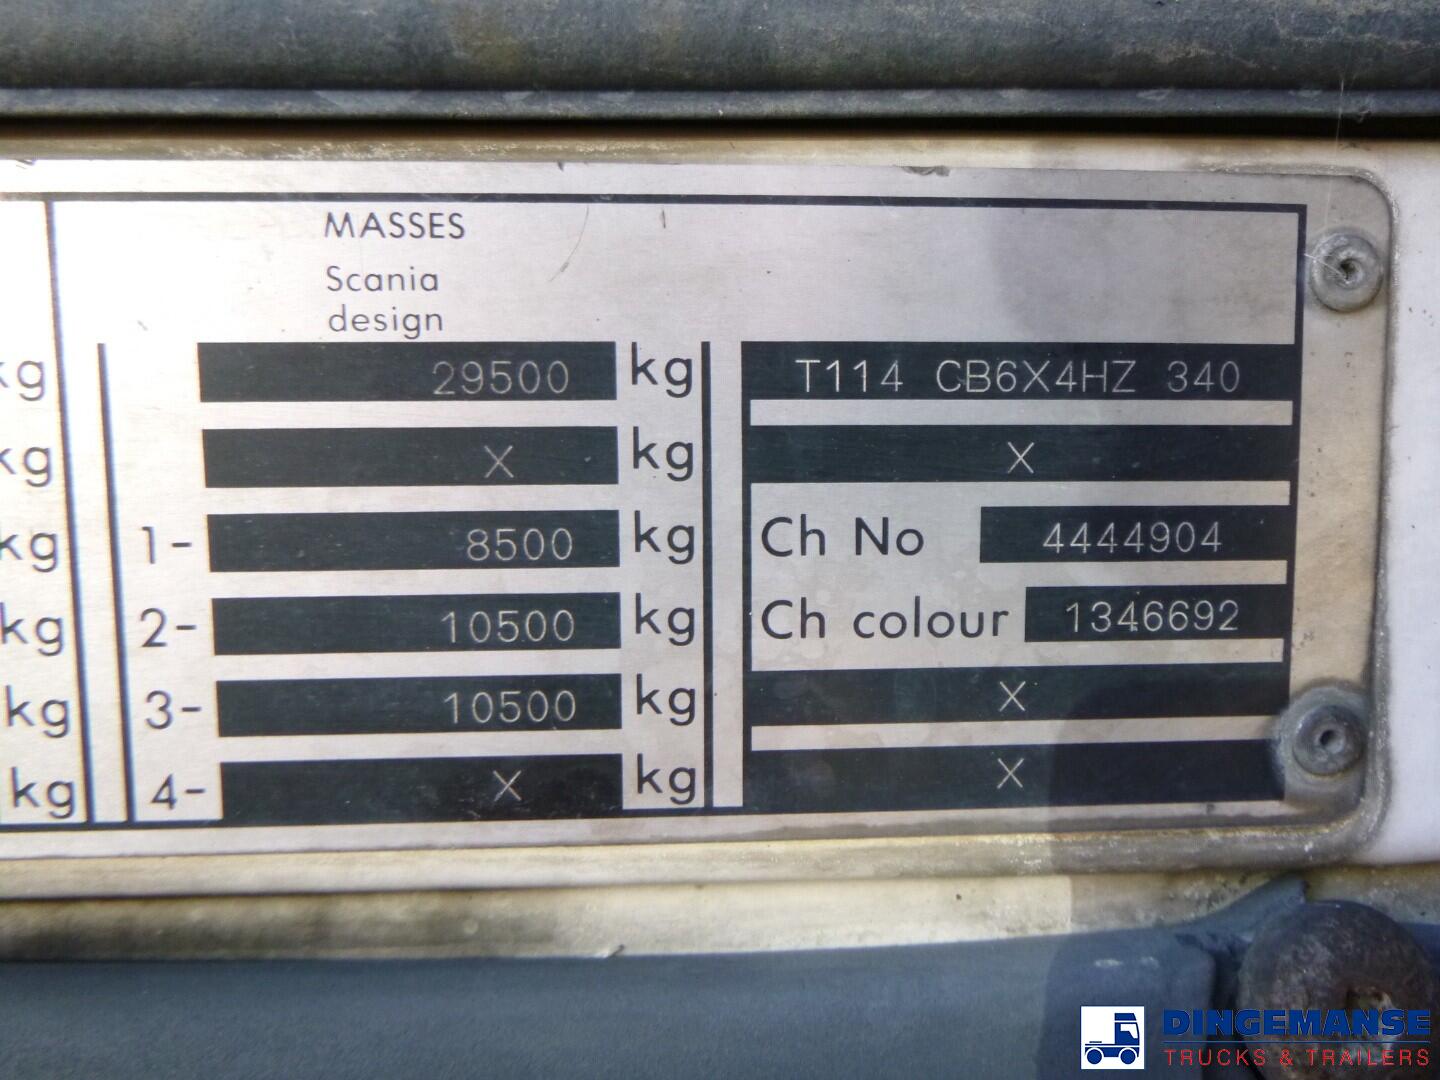 MASSES
Scania
design
kg 29500 kg T114 CB6X4HZ 340
kg X kg X
kg 1- 8500 kg Ch No 4444904
kg 2- 10500 kg Ch colour 1346692
kg 3- 10500 kg X
kg 4- X kg X
DINGEMANSE
TRUCKS & TRAILERS